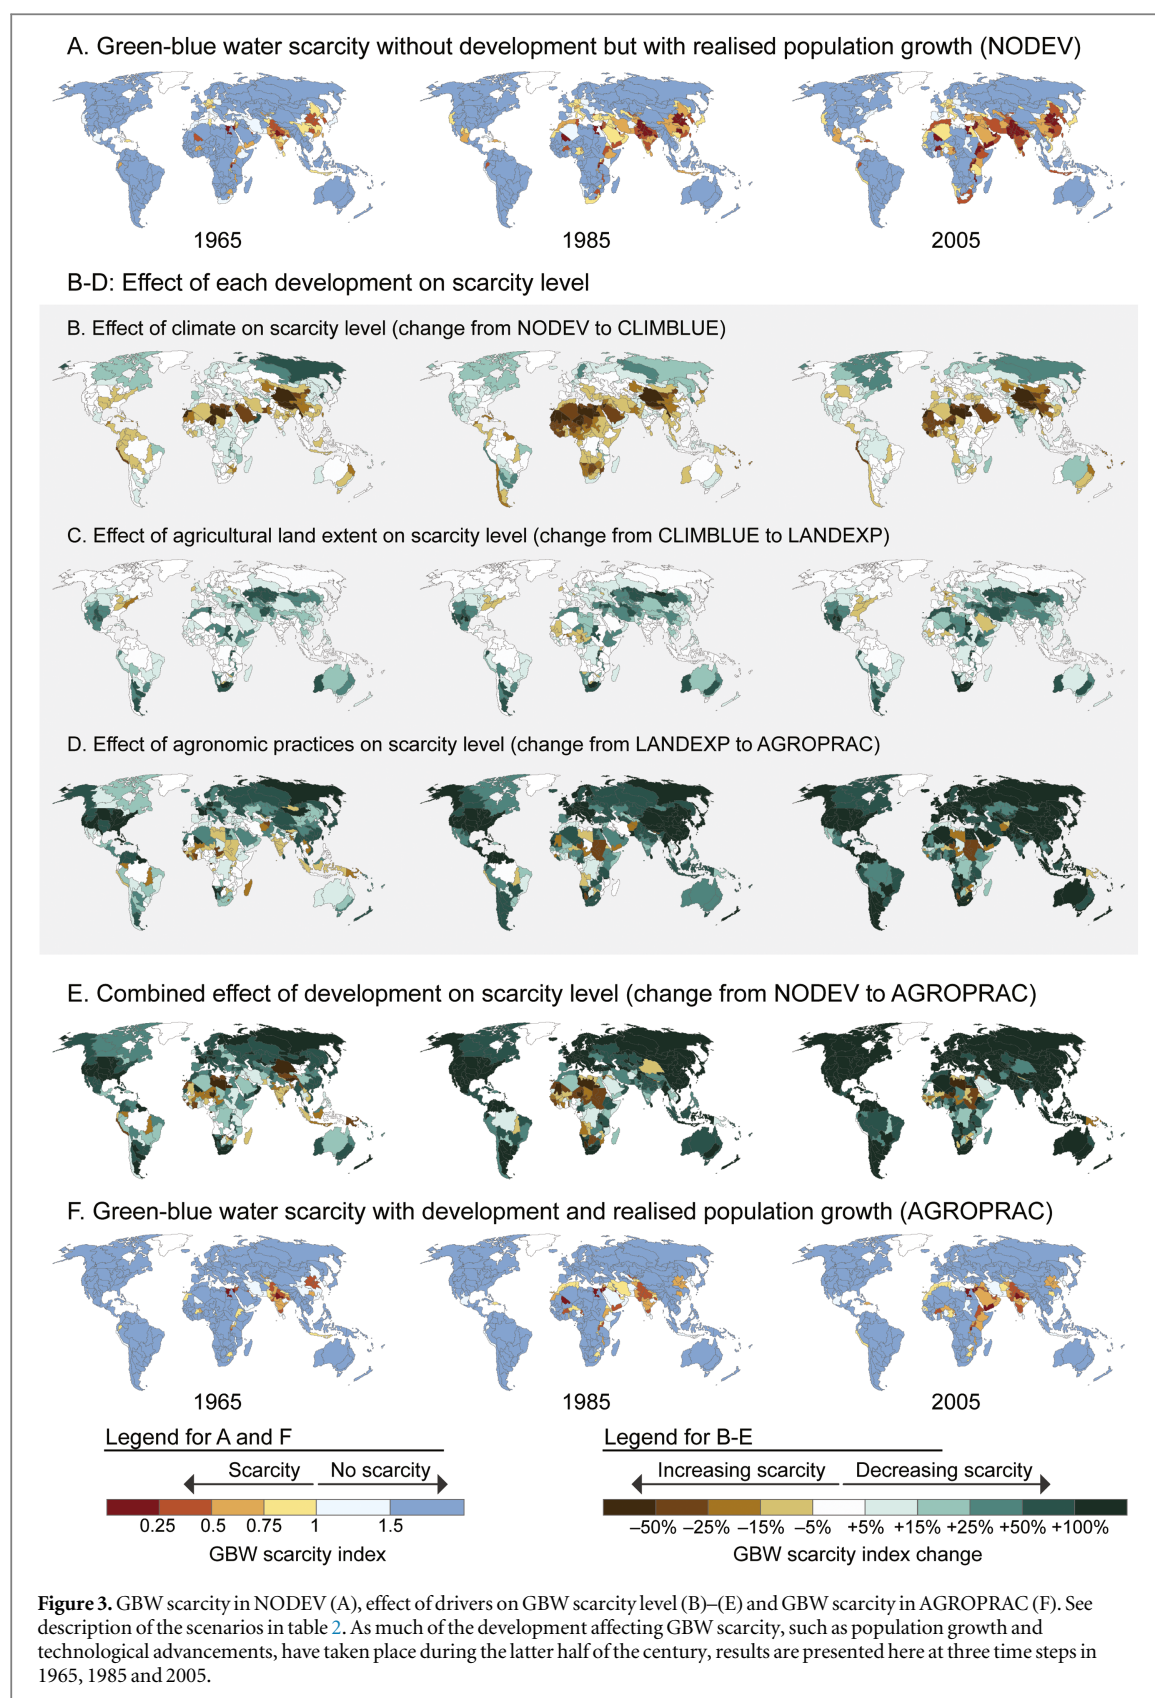 A. Green-blue water scarcity without development but with realised population growth (NODEV)
1965 1985 2005
B-D: Effect of each development on scarcity level
B. Effect of climate on scarcity level (change from NODEV to CLIMBLUE)
C. Effect of agricultural land extent on scarcity level (change from CLIMBLUE to LANDEXP)
D. Effect of agronomic practices on scarcity level (change from LANDEXP to AGROPRAC)
E. Combined effect of development on scarcity level (change from NODEV to AGROPRAC)
F. Green-blue water scarcity with development and realised population growth (AGROPRAC)
1965 1985 2005
Legend for A and F
Scarcity No scarcity
0.25 0.5 0.75 1 1.5
GBW scarcity index
Legend for B-E
Increasing scarcity Decreasing scarcity
–50% –25% –15% –5% +5% +15% +25% +50% +100%
GBW scarcity index change
Figure 3. GBW scarcity in NODEV (A), effect of drivers on GBW scarcity level (B)–(E) and GBW scarcity in AGROPRAC (F). See
description of the scenarios in table 2. As much of the development affecting GBW scarcity, such as population growth and
technological advancements, have taken place during the latter half of the century, results are presented here at three time steps in
1965, 1985 and 2005.